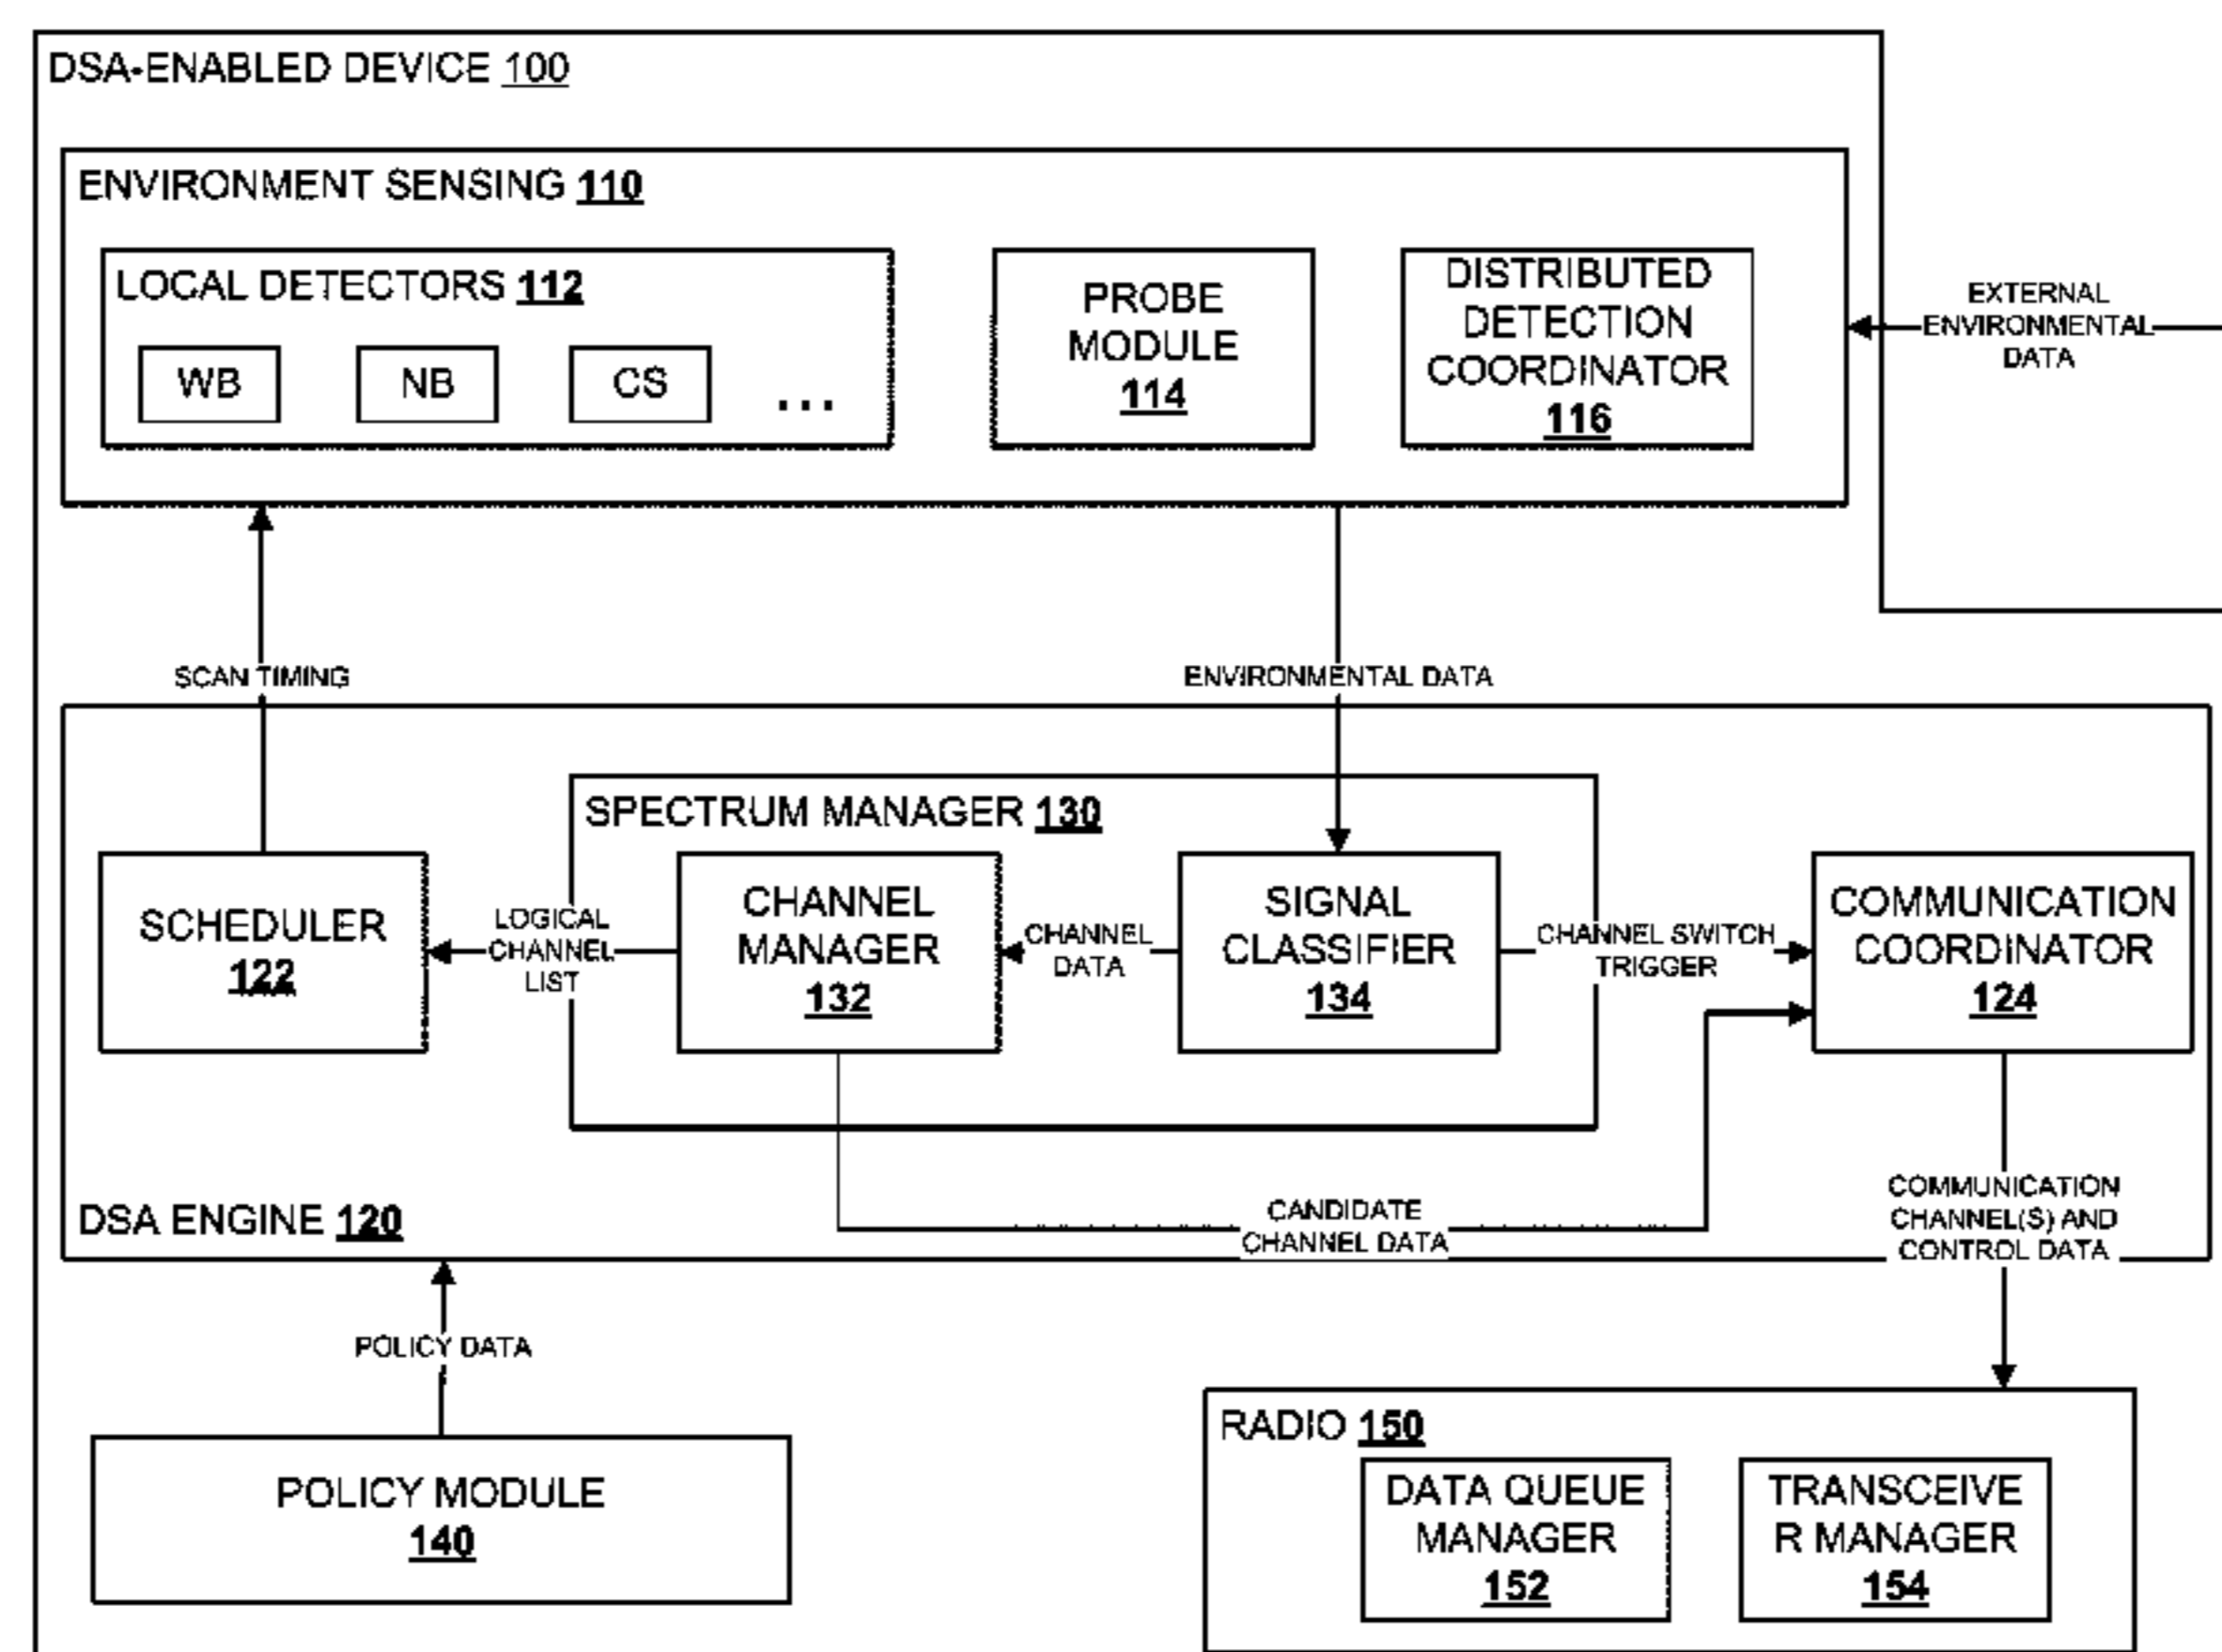 DSA-ENABLED DEVICE 100
ENVIRONMENT SENSING 110
LOCAL DETECTORS 112
WB
NB
CS
...
PROBE
MODULE
114
DISTRIBUTED
DETECTION
COORDINATOR
116
EXTERNAL
ENVIRONMENTAL
DATA
SCAN TIMING
ENVIRONMENTAL DATA
SPECTRUM MANAGER 130
SCHEDULER
122
LOGICAL
CHANNEL
LIST
CHANNEL
MANAGER
132
CHANNEL
DATA
SIGNAL
CLASSIFIER
134
CHANNEL SWITCH
TRIGGER
COMMUNICATION
COORDINATOR
124
DSA ENGINE 120
CANDIDATE
CHANNEL DATA
COMMUNICATION
CHANNEL(S) AND
CONTROL DATA
POLICY DATA
POLICY MODULE
140
RADIO 150
DATA QUEUE
MANAGER
152
TRANSCEIVE
R MANAGER
154